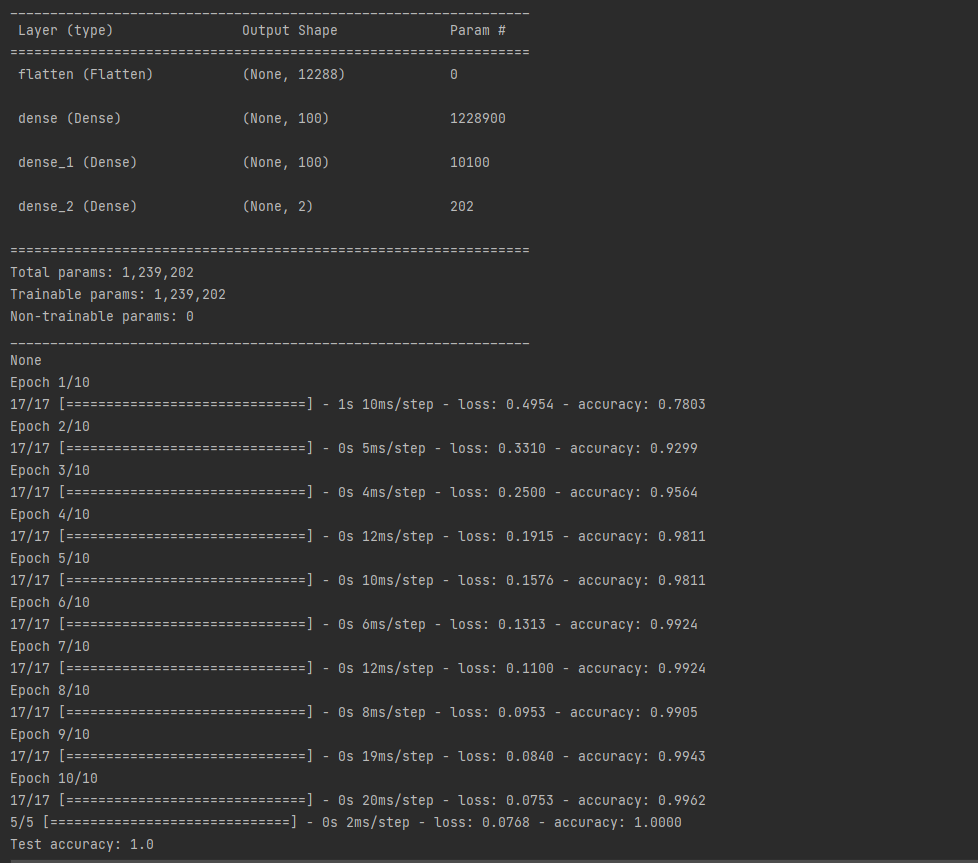 _________________________________________________________________
 Layer (type)                Output Shape              Param #
=================================================================
 flatten (Flatten)           (None, 12288)             0
 dense (Dense)               (None, 100)               1228900
 dense_1 (Dense)             (None, 100)               10100
 dense_2 (Dense)             (None, 2)                 202
=================================================================
Total params: 1,239,202
Trainable params: 1,239,202
Non-trainable params: 0
_________________________________________________________________
None
Epoch 1/10
17/17 [==============================] - 1s 10ms/step - loss: 0.4954 - accuracy: 0.7803
Epoch 2/10
17/17 [==============================] - 0s 5ms/step - loss: 0.3310 - accuracy: 0.9299
Epoch 3/10
17/17 [==============================] - 0s 4ms/step - loss: 0.2500 - accuracy: 0.9564
Epoch 4/10
17/17 [==============================] - 0s 12ms/step - loss: 0.1915 - accuracy: 0.9811
Epoch 5/10
17/17 [==============================] - 0s 10ms/step - loss: 0.1576 - accuracy: 0.9811
Epoch 6/10
17/17 [==============================] - 0s 6ms/step - loss: 0.1313 - accuracy: 0.9924
Epoch 7/10
17/17 [==============================] - 0s 12ms/step - loss: 0.1100 - accuracy: 0.9924
Epoch 8/10
17/17 [==============================] - 0s 8ms/step - loss: 0.0953 - accuracy: 0.9905
Epoch 9/10
17/17 [==============================] - 0s 19ms/step - loss: 0.0840 - accuracy: 0.9943
Epoch 10/10
17/17 [==============================] - 0s 20ms/step - loss: 0.0753 - accuracy: 0.9962
5/5 [==============================] - 0s 2ms/step - loss: 0.0768 - accuracy: 1.0000
Test accuracy: 1.0